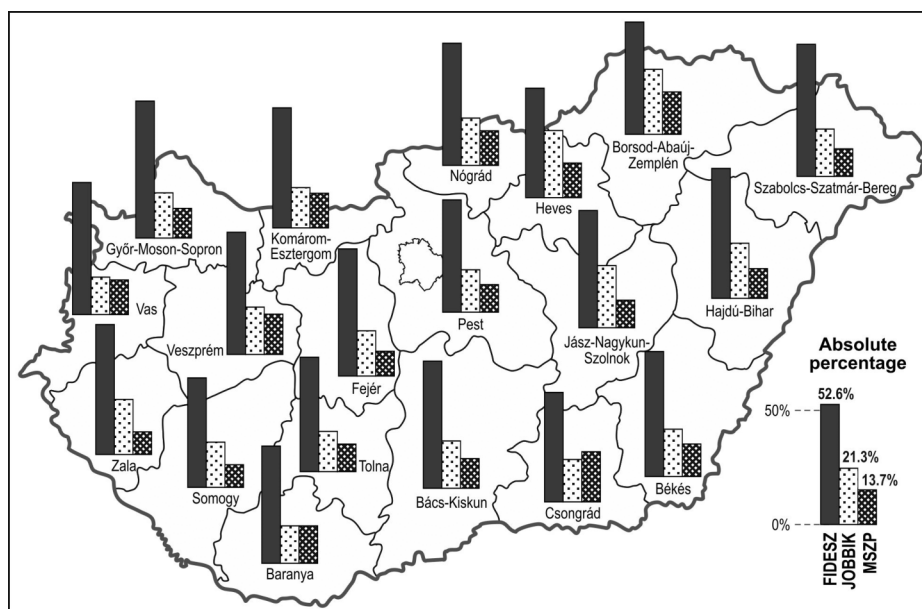 Nógrád
Heves
Borsod-Abaúj-
Zemplén
Szabolcs-Szatmár-Bereg
Győr-Moson-Sopron
Komárom-
Esztergom
Vas
Veszprém
Fejér
Pest
Jász-Nagykun-
Szolnok
Hajdú-Bihar
Zala
Somogy
Tolna
Baranya
Bács-Kiskun
Csongrád
Békés
Absolute
percentage
52.6%
50%
21.3%
13.7%
0%
FIDESZ
JOBBIK
MSZP